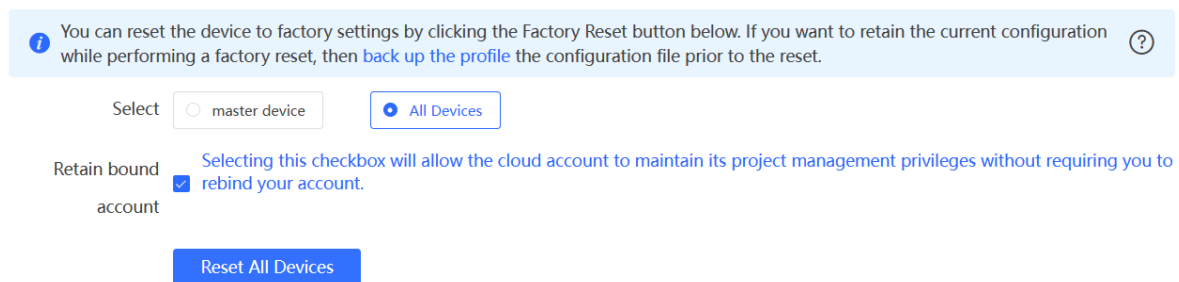 You can reset the device to factory settings by clicking the Factory Reset button below. If you want to retain the current configuration
while performing a factory reset, then back up the profile the configuration file prior to the reset.
Select master device All Devices
Retain bound account
Selecting this checkbox will allow the cloud account to maintain its project management privileges without requiring you to
rebind your account.
Reset All Devices